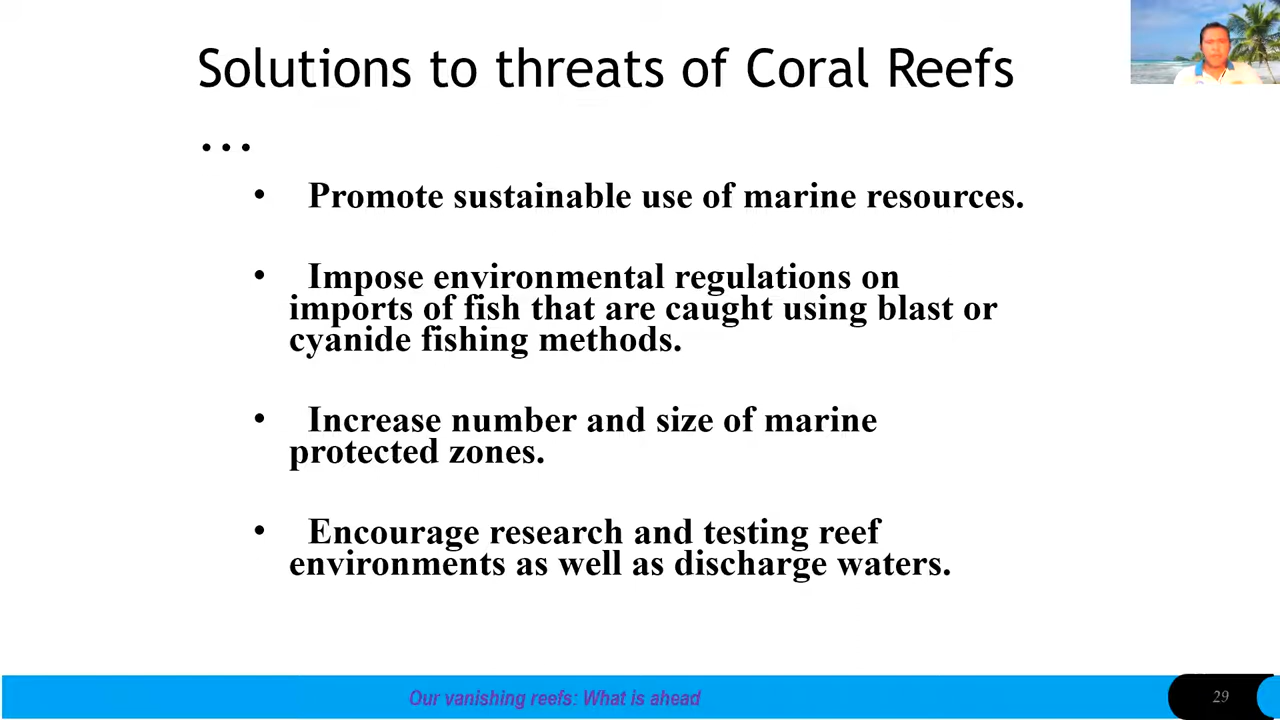 Solutions to threats of Coral Reefs
...
• Promote sustainable use of marine resources.
• Impose environmental regulations on
imports of fish that are caught using blast or
cyanide fishing methods.
• Increase number and size of marine
protected zones.
• Encourage research and testing reef
environments as well as discharge waters.
Our vanishing reefs: What is ahead
29